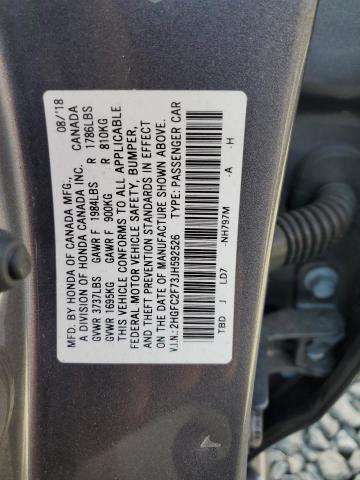 MFD. BY HONDA OF CANADA MFG., 08/'18
A DIVISION OF HONDA CANADA INC. CANADA
GVWR 3737LBS GAWR F 1984LBS R 1786LBS
GVWR 1695KG GAWR F 900KG R 810KG
THIS VEHICLE CONFORMS TO ALL APPLICABLE
FEDERAL MOTOR VEHICLE SAFETY, BUMPER,
AND THEFT PREVENTION STANDARDS IN EFFECT
ON THE DATE OF MANUFACTURE SHOWN ABOVE.
V.I.N.: 2HGFC2F73JH592526 TYPE: PASSENGER CAR
NH797M -A -H
TBD J LD7